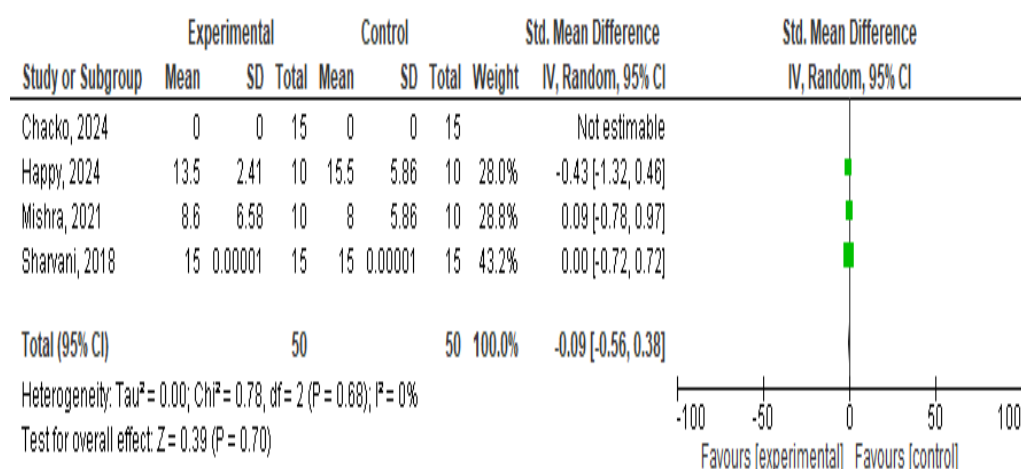 Experimental Control Std. Mean Difference Std. Mean Difference
Study or Subgroup Mean SD Total Mean SD Total Weight IV, Random, 95% CI IV, Random, 95% CI
Chacko, 2024 0 0 15 0 0 15 Not estimable
Happy, 2024 13.5 2.41 10 15.5 5.86 10 28.0% -0.43 [-1.32, 0.46]
Mishra, 2021 8.6 6.58 10 8 5.86 10 28.8% 0.09 [-0.78, 0.97]
Sharvani, 2018 15 0.00001 15 15 0.00001 15 43.2% 0.00 [-0.72, 0.72]
Total (95% CI) 50 50 100.0% -0.09 [-0.56, 0.38]
Heterogeneity: Tau² = 0.00; Chi² = 0.78, df = 2 (P = 0.68); I² = 0%
Test for overall effect: Z = 0.39 (P = 0.70)
-100 -50 0 50 100
Favours [experimental] Favours [control]